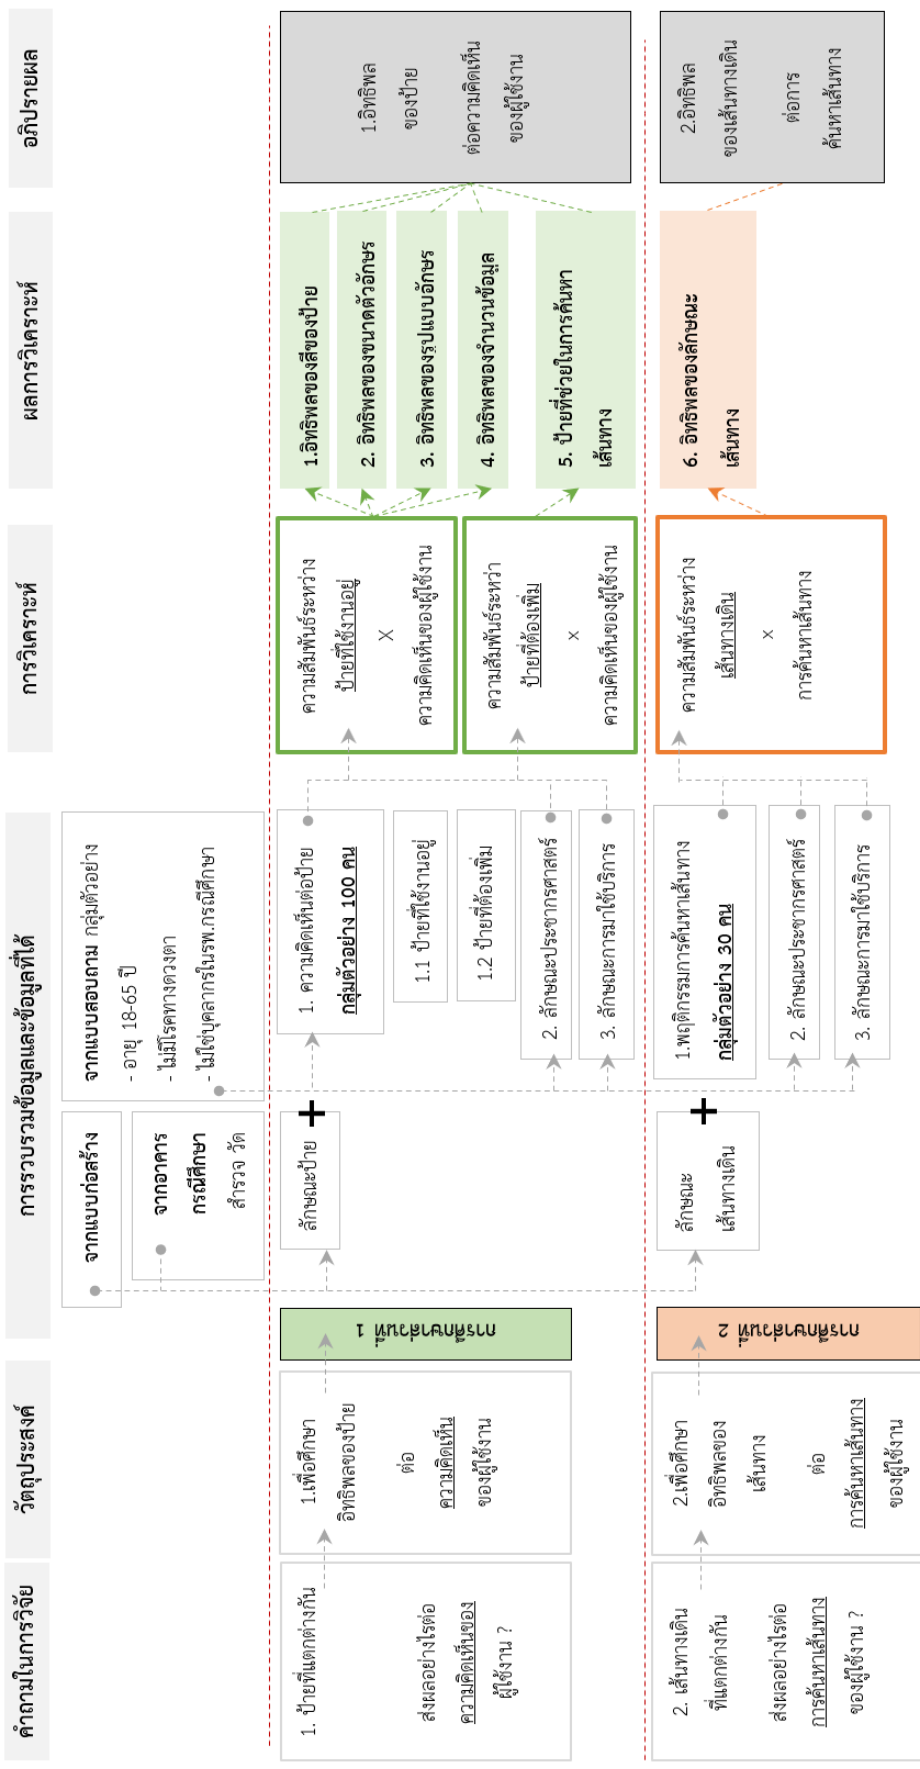 คำถามในการวิจัย
วัตถุประสงค์
การรวบรวมข้อมูลและข้อมูลที่ได้
การวิเคราะห์
ผลการวิเคราะห์
อภิปรายผล
จากแบบก่อสร้าง
จากอาคาร
กรณีศึกษา
สำรวจ วัด
จากแบบสอบถาม กลุ่มตัวอย่าง
- อายุ 18-65 ปี
- ไม่มีโรคทางดวงตา
- ไม่ใช่บุคลากรในรพ.กรณีศึกษา
1. ป้ายที่แตกต่างกัน
ส่งผลอย่างไรต่อ
ความคิดเห็นของ
ผู้ใช้งาน ?
1.เพื่อศึกษา
อิทธิพลของป้าย
ต่อ
ความคิดเห็น
ของผู้ใช้งาน
การศึกษาส่วนที่ 1
ลักษณะป้าย
+
1. ความคิดเห็นต่อป้าย
กลุ่มตัวอย่าง 100 คน
1.1 ป้ายที่ใช้งานอยู่
1.2 ป้ายที่ต้องเพิ่ม
2. ลักษณะประชากรศาสตร์
3. ลักษณะการมาใช้บริการ
ความสัมพันธ์ระหว่าง
ป้ายที่ใช้งานอยู่
X
ความคิดเห็นของผู้ใช้งาน
ความสัมพันธ์ระหว่า
ป้ายที่ต้องเพิ่ม
x
ความคิดเห็นของผู้ใช้งาน
1.อิทธิพลของสีของป้าย
2. อิทธิพลของขนาดตัวอักษร
3. อิทธิพลของรูปแบบอักษร
4. อิทธิพลของจำนวนข้อมูล
5. ป้ายที่ช่วยในการค้นหา
เส้นทาง
1.อิทธิพล
ของป้าย
ต่อความคิดเห็น
ของผู้ใช้งาน
2. เส้นทางเดิน
ที่แตกต่างกัน
ส่งผลอย่างไรต่อ
การค้นหาเส้นทาง
ของผู้ใช้งาน ?
2.เพื่อศึกษา
อิทธิพลของ
เส้นทาง
ต่อ
การค้นหาเส้นทาง
ของผู้ใช้งาน
การศึกษาส่วนที่ 2
ลักษณะ
เส้นทางเดิน
+
1.พฤติกรรมการค้นหาเส้นทาง
กลุ่มตัวอย่าง 30 คน
2. ลักษณะประชากรศาสตร์
3. ลักษณะการมาใช้บริการ
ความสัมพันธ์ระหว่าง
เส้นทางเดิน
x
การค้นหาเส้นทาง
6. อิทธิพลของลักษณะ
เส้นทาง
2.อิทธิพล
ของเส้นทางเดิน
ต่อการ
ค้นหาเส้นทาง